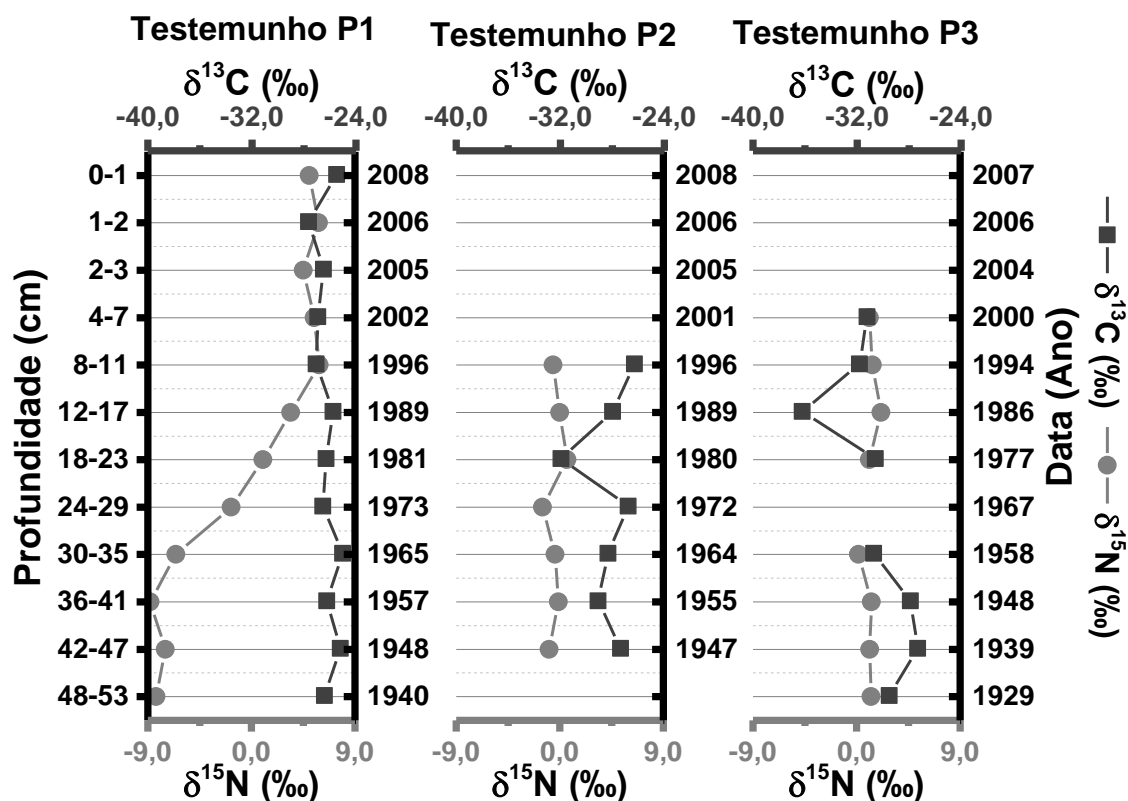 Testemunho P1 Testemunho P2 Testemunho P3
δ¹³C (‰) δ¹³C (‰) δ¹³C (‰)
-40,0 -32,0 -24,0 -40,0 -32,0 -24,0 -40,0 -32,0 -24,0
0-1 2008 2008 2007
1-2 2006 2006 2006
2-3 2005 2005 2004
4-7 2002 2001 2000
8-11 1996 1996 1994
12-17 1989 1989 1986
18-23 1981 1980 1977
24-29 1973 1972 1967
30-35 1965 1964 1958
36-41 1957 1955 1948
42-47 1948 1947 1939
48-53 1940 1929
-9,0 0,0 9,0 -9,0 0,0 9,0 -9,0 0,0 9,0
δ¹⁵N (‰) δ¹⁵N (‰) δ¹⁵N (‰)
Profundidade (cm)
Data (Ano)
δ¹⁵N (‰) δ¹³C (‰)